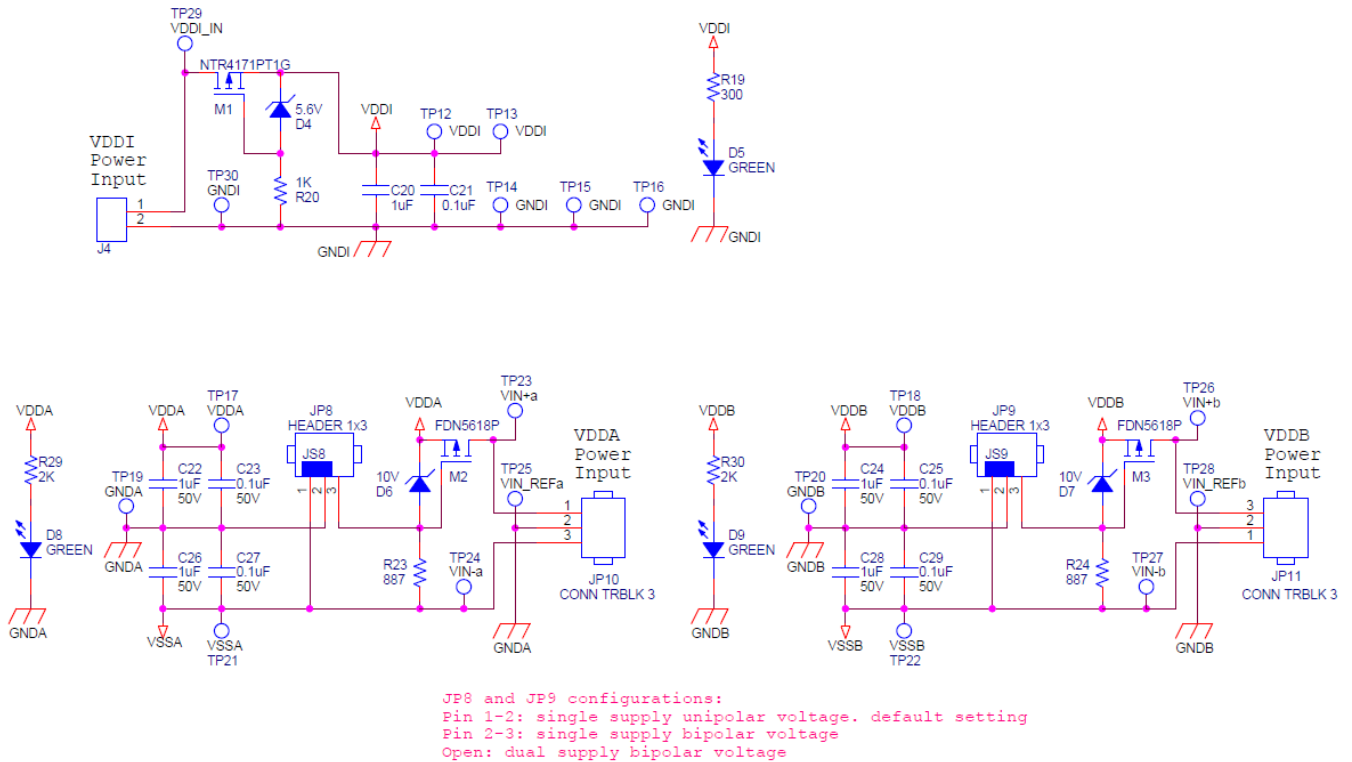 TP29
VDDI_IN
NTR4171PT1G
M1
5.6V
D4
VDDI
Power
Input
1
2
J4
TP30
GNDI
1K
R20
VDDI
C20
1uF
C21
0.1uF
GNDI
TP12
VDDI
TP13
VDDI
TP14
GNDI
TP15
GNDI
TP16
GNDI
VDDI
R19
300
D5
GREEN
GNDI
VDDA
R29
2K
D8
GREEN
GNDA
VDDA
TP17
VDDA
TP19
GNDA
C22
1uF
50V
C23
0.1uF
50V
GNDA
C26
1uF
50V
C27
0.1uF
50V
VSSA
VSSA
TP21
JP8
HEADER 1x3
JS8
1
2
3
VDDA
FDN5618P
10V
D6
M2
R23
887
TP23
VIN+a
TP25
VIN_REFa
TP24
VIN-a
VDDA
Power
Input
1
2
3
JP10
CONN TRBLK 3
GNDA
VDDB
R30
2K
D9
GREEN
GNDB
VDDB
TP18
VDDB
TP20
GNDB
C24
1uF
50V
C25
0.1uF
50V
GNDB
C28
1uF
50V
C29
0.1uF
50V
VSSB
VSSB
TP22
JP9
HEADER 1x3
JS9
1
2
3
VDDB
FDN5618P
10V
D7
M3
R24
887
TP26
VIN+b
TP28
VIN_REFb
TP27
VIN-b
VDDB
Power
Input
3
2
1
JP11
CONN TRBLK 3
GNDB
JP8 and JP9 configurations:
Pin 1-2: single supply unipolar voltage. default setting
Pin 2-3: single supply bipolar voltage
Open: dual supply bipolar voltage